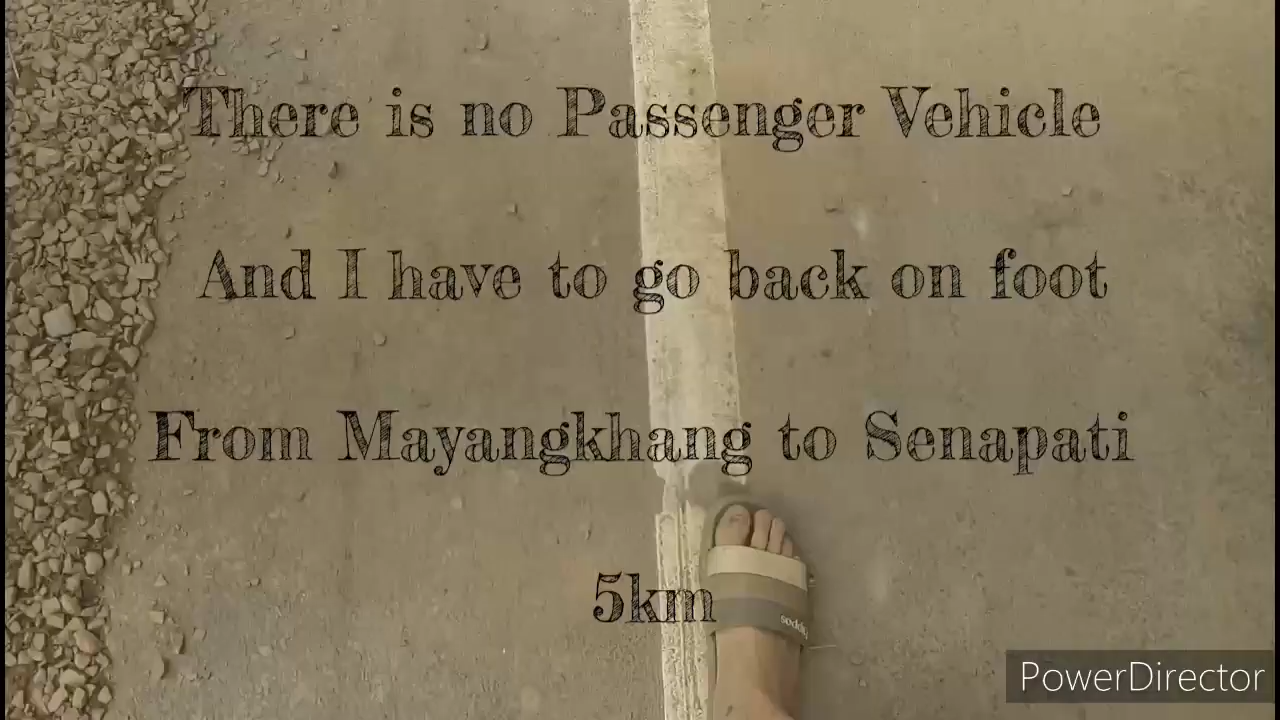 There is no Passenger Vehicle
And I have to go back on foot
From Mayangkhang to Senapati
5km
PowerDirector